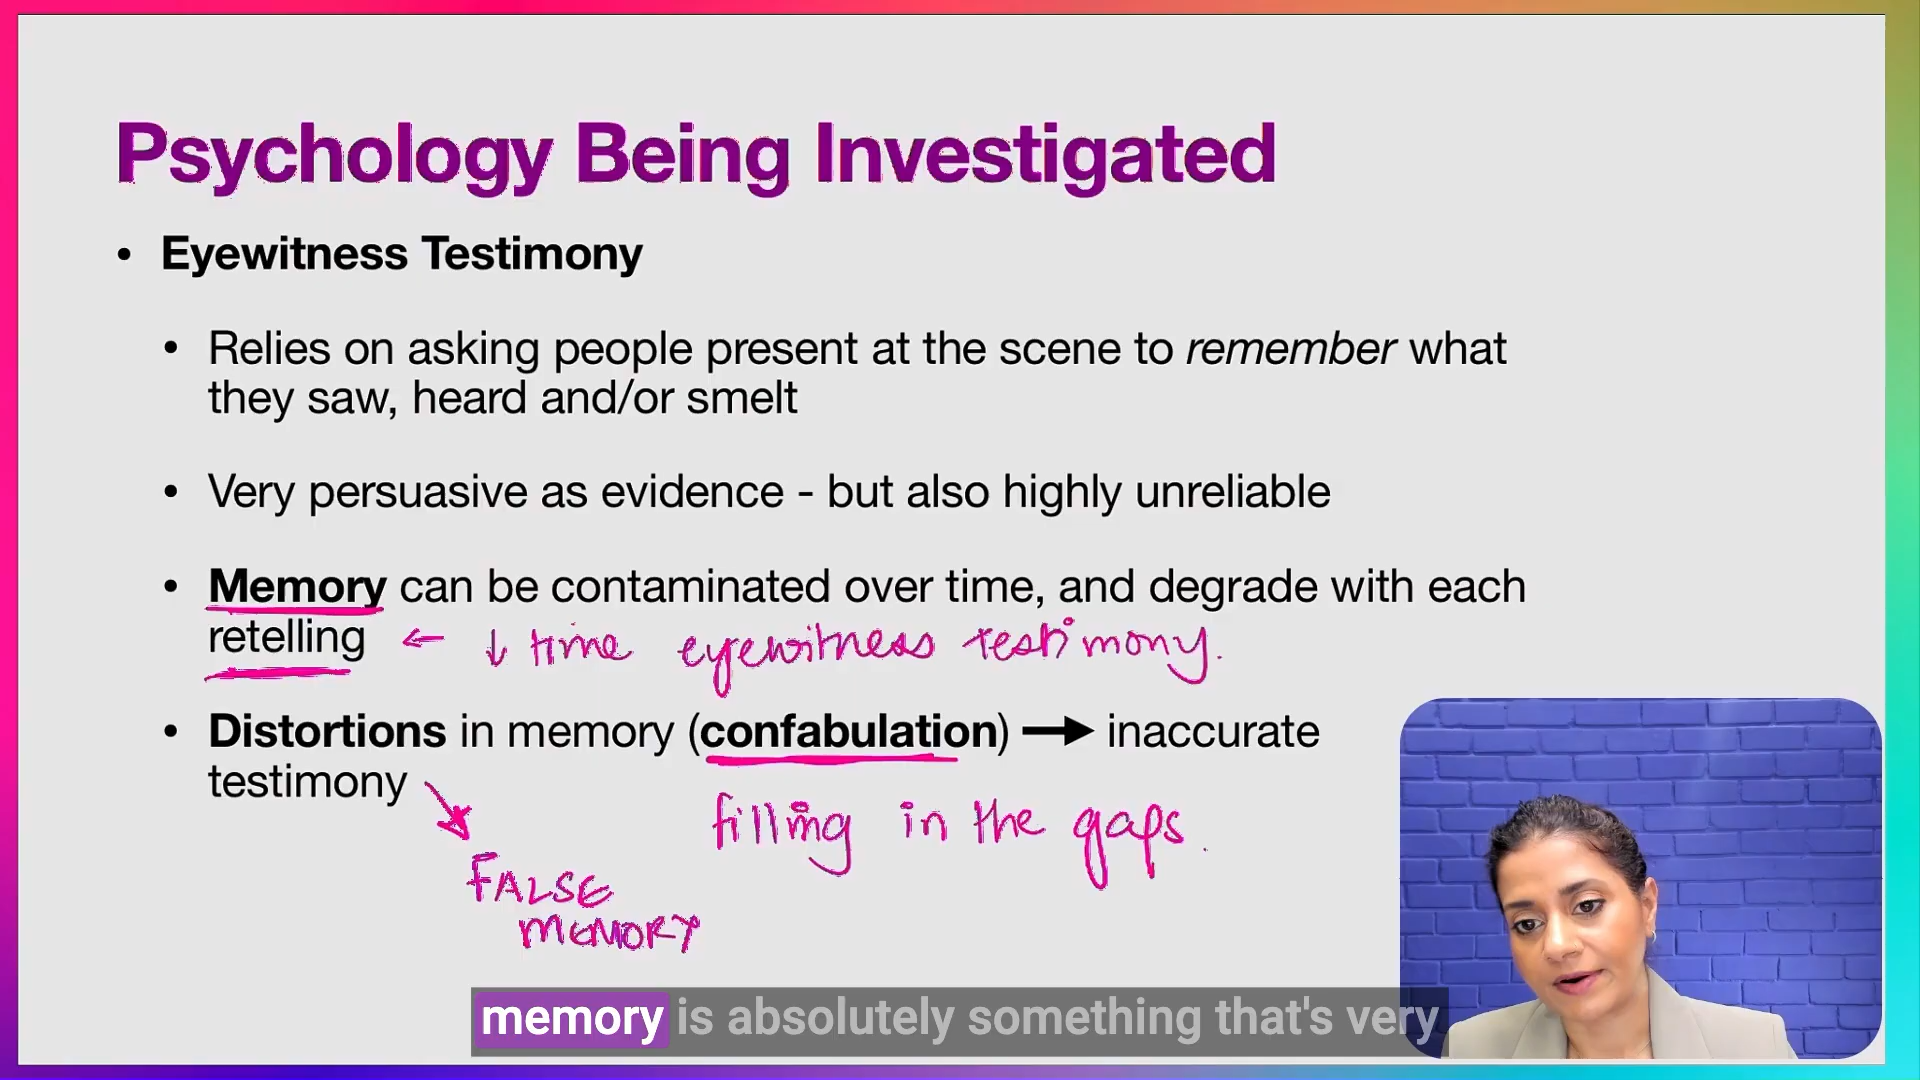 Psychology Being Investigated
• Eyewitness Testimony
• Relies on asking people present at the scene to remember what
they saw, heard and/or smelt
• Very persuasive as evidence - but also highly unreliable
• Memory can be contaminated over time, and degrade with each
retelling ← ↓ time eyewitness testimony.
• Distortions in memory (confabulation) → inaccurate
testimony
filling in the gaps.
FALSE
MEMORY
memory is absolutely something that's very